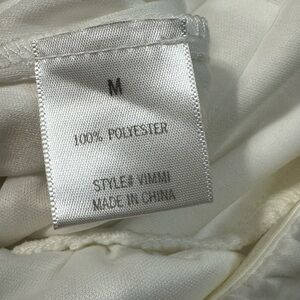 M
100% POLYESTER
STYLE# VIMMI
MADE IN CHINA